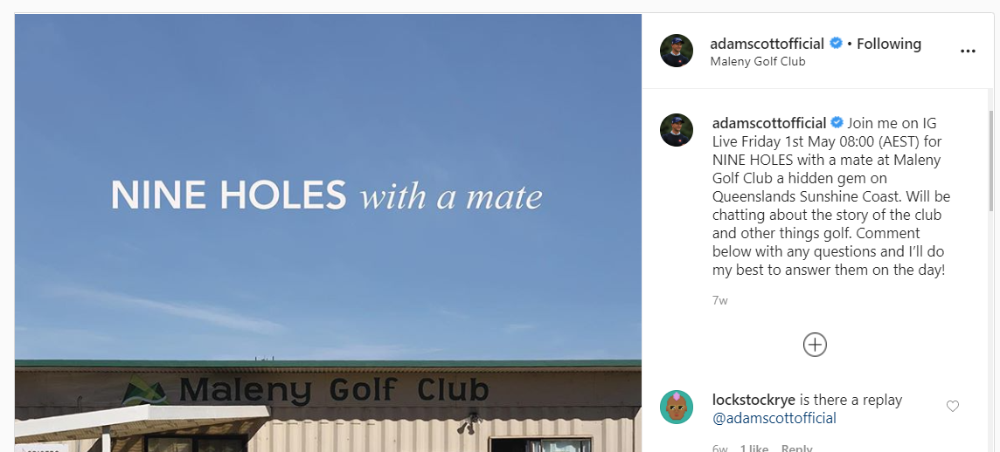 NINE HOLES with a mate
Maleny Golf Club
adamscottofficial • Following
Maleny Golf Club
•••
adamscottofficial Join me on IG
Live Friday 1st May 08:00 (AEST) for
NINE HOLES with a mate at Maleny
Golf Club a hidden gem on
Queenslands Sunshine Coast. Will be
chatting about the story of the club
and other things golf. Comment
below with any questions and I’ll do
my best to answer them on the day!
7w
lockstockrye is there a replay
@adamscottofficial
6w 1 like Reply